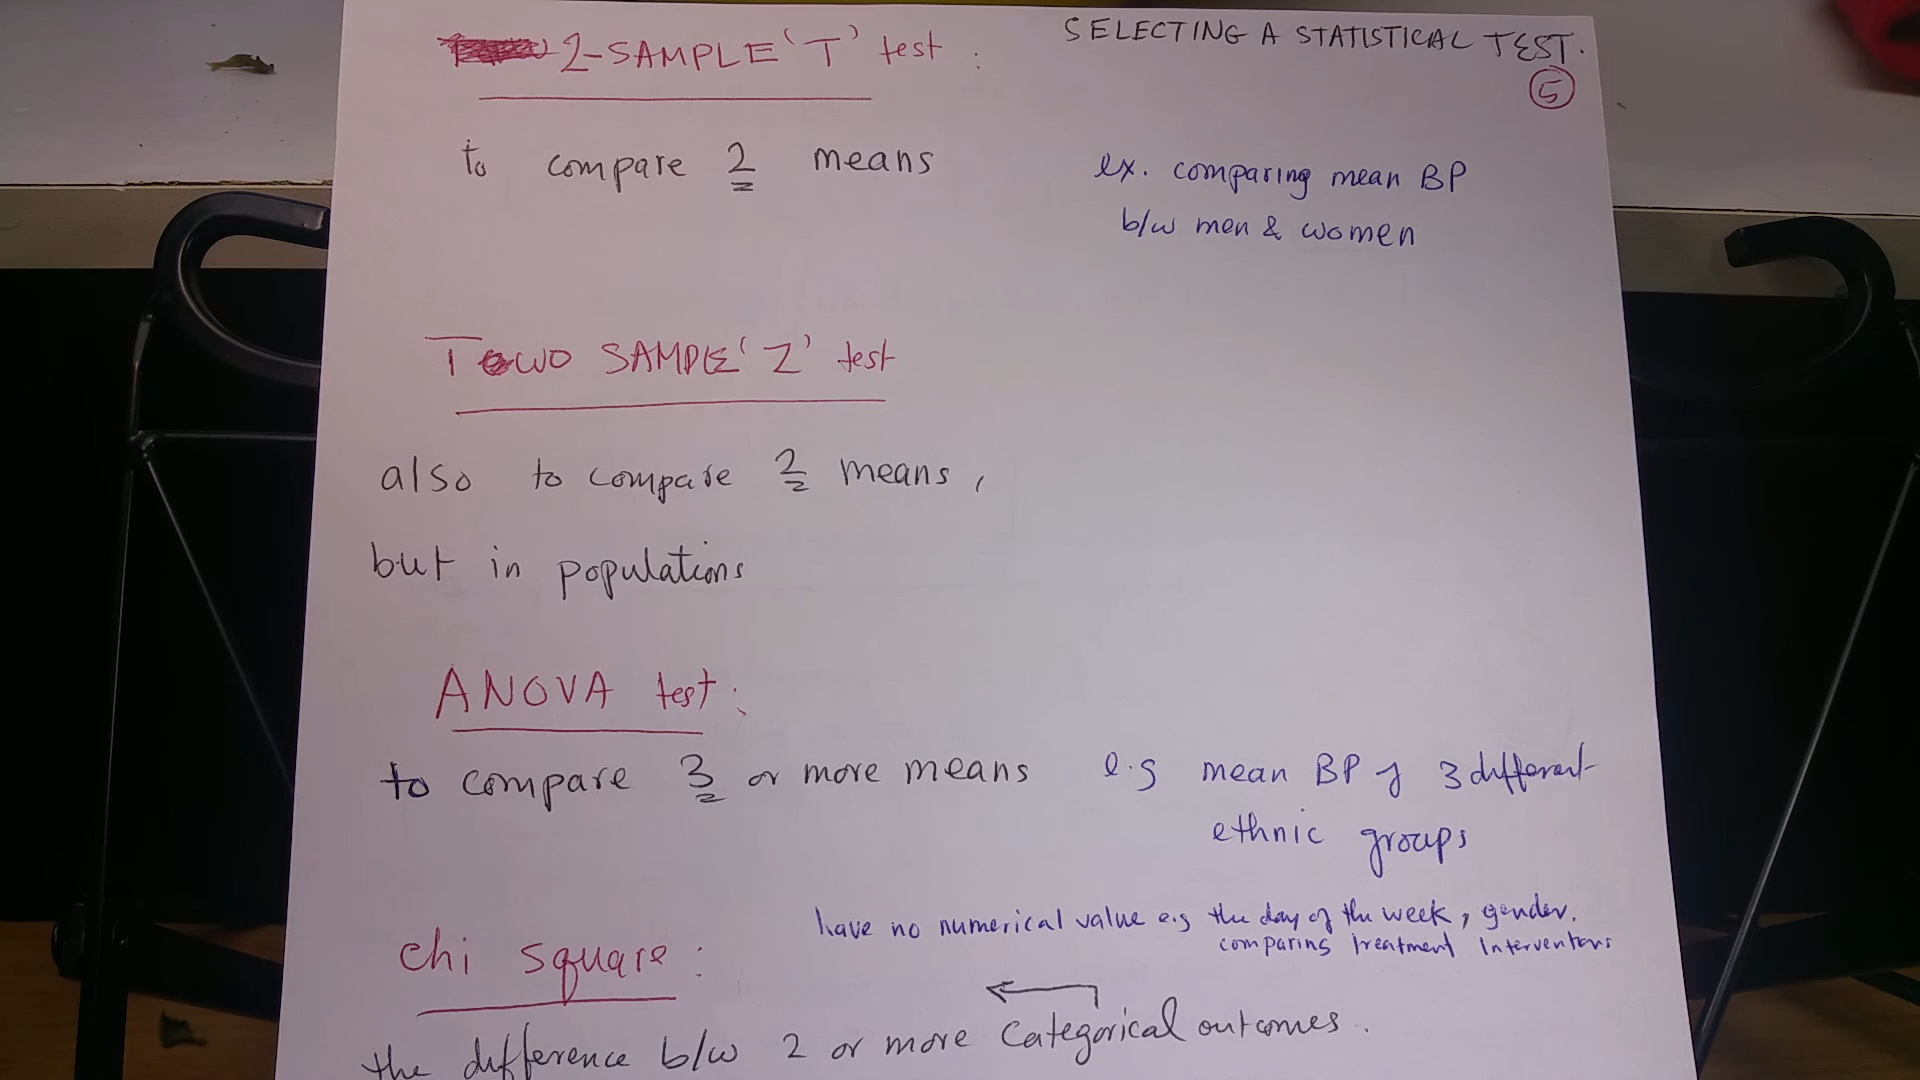 SELECTING A STATISTICAL TEST.
5
2-SAMPLE 'T' test :
to compare 2 means
ex. comparing mean BP
b/w men & women
TWO SAMPLE 'Z' test
also to compare 2 means,
but in populations
ANOVA test :
to compare 3 or more means
e.g mean BP of 3 different
ethnic groups
have no numerical value e.g the day of the week, gender.
comparing treatment Interventions
Chi square :
the difference b/w 2 or more Categorical outcomes.